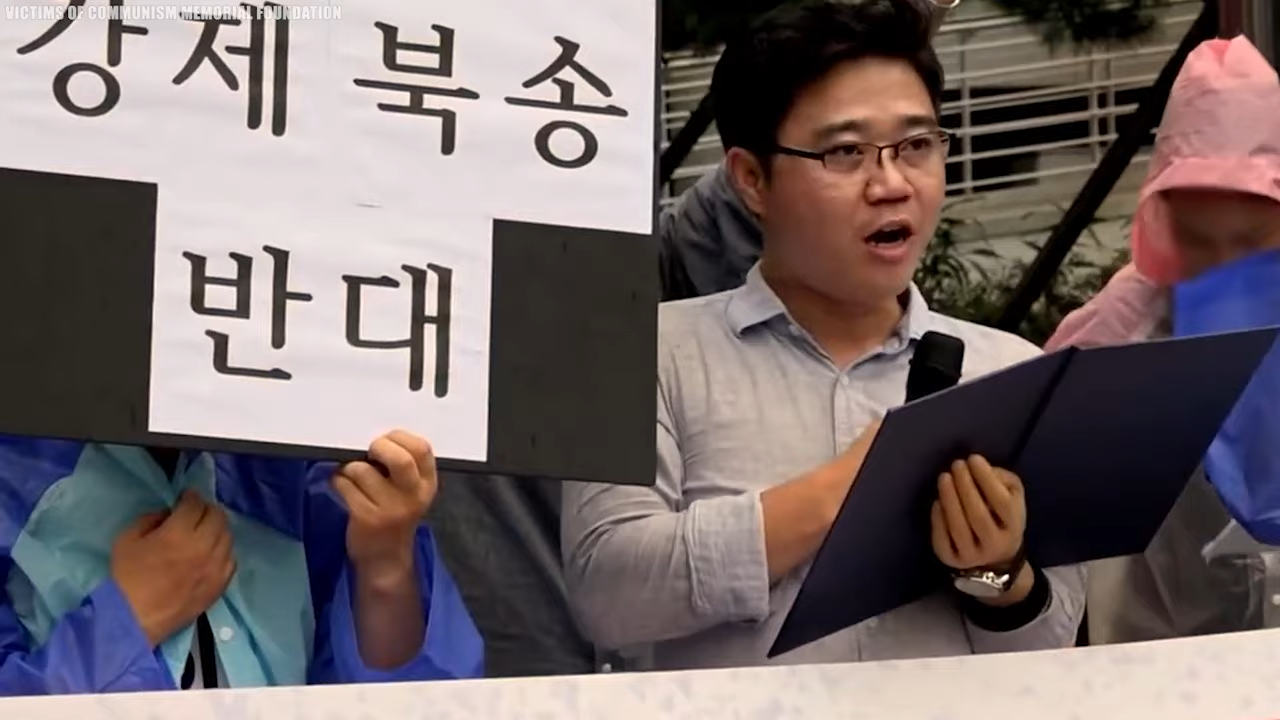 VICTIMS OF COMMUNISM MEMORIAL FOUNDATION
강제 북송
반대